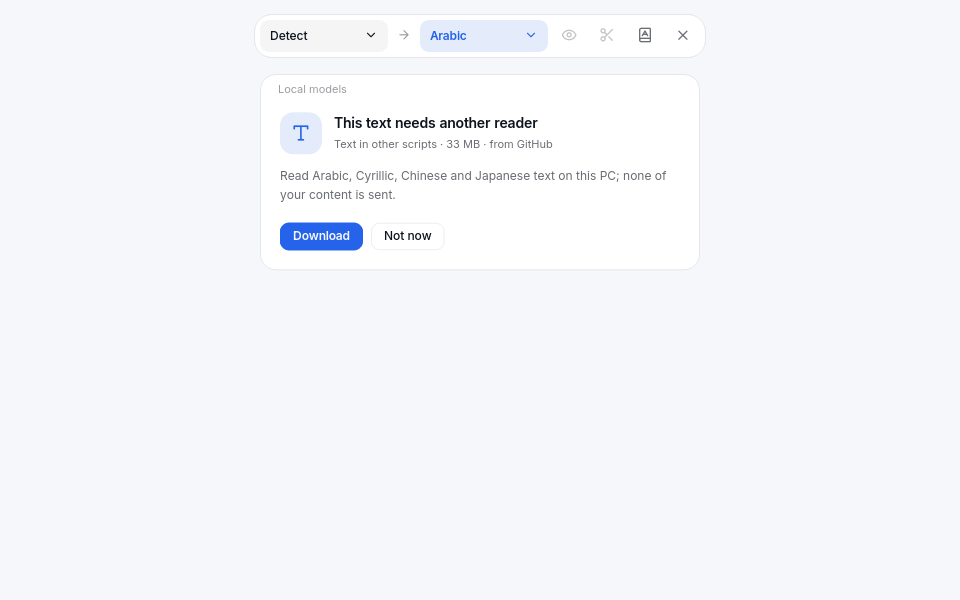 Detect
Arabic
Local models
This text needs another reader
Text in other scripts · 33 MB · from GitHub
Read Arabic, Cyrillic, Chinese and Japanese text on this PC; none of
your content is sent.
Download
Not now